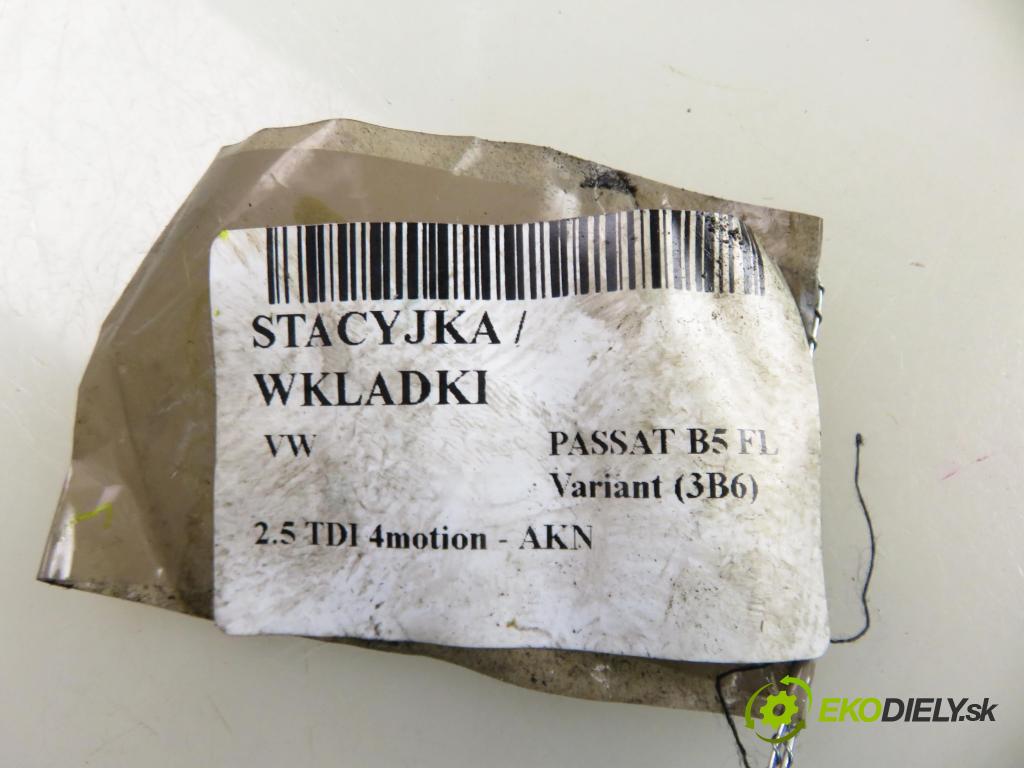 STACYJKA /
WKLADKI
VW
PASSAT B5 FL
Variant (3B6)
2.5 TDI 4motion - AKN
EKODIELY.sk